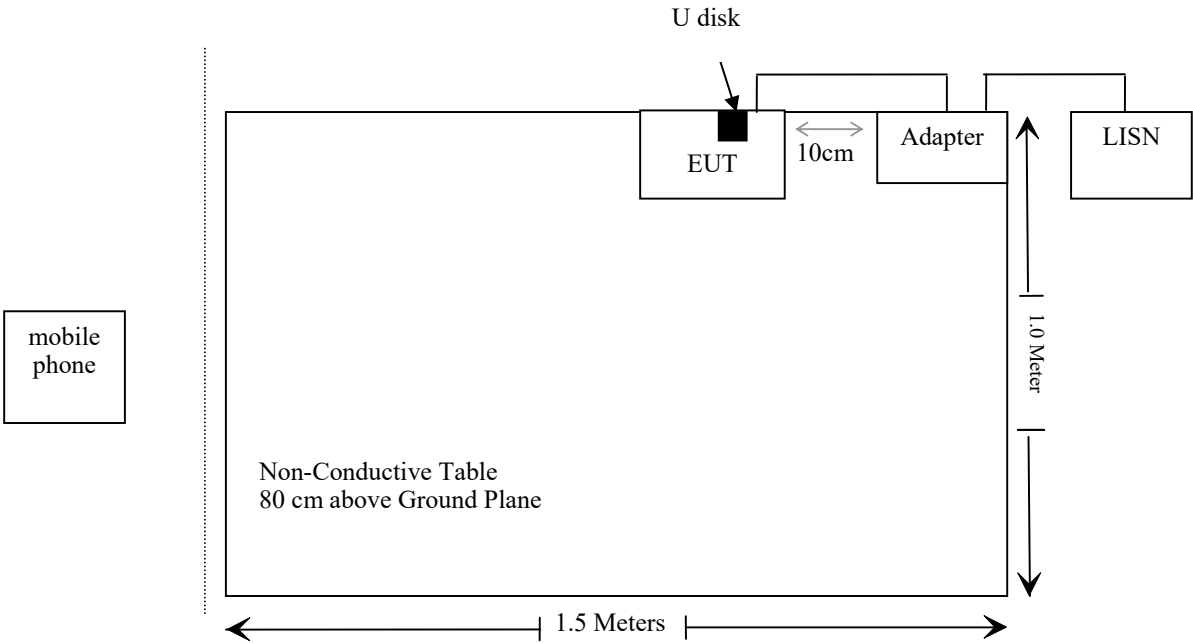 U disk
EUT
10cm
Adapter
LISN
1.0 Meter
mobile
phone
Non-Conductive Table
80 cm above Ground Plane
1.5 Meters